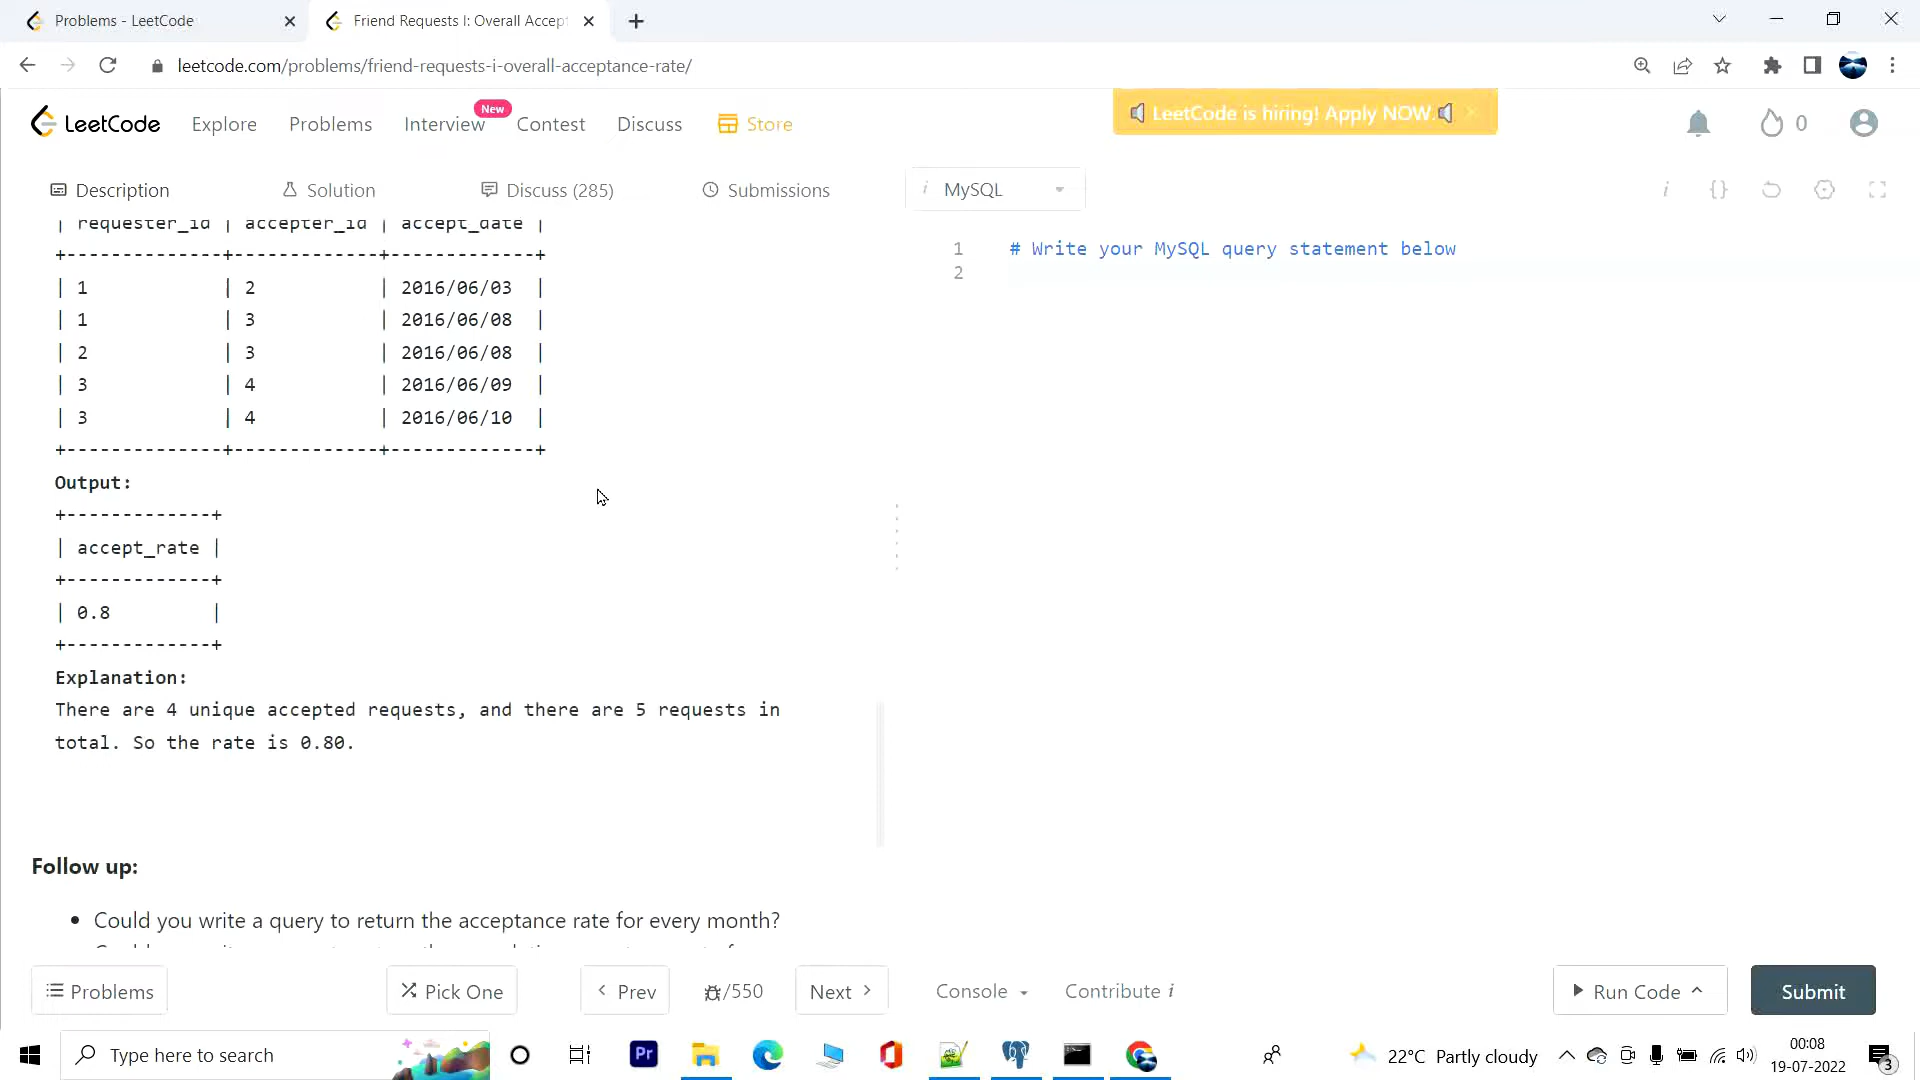 Problems - LeetCode
Friend Requests I: Overall Accept
leetcode.com/problems/friend-requests-i-overall-acceptance-rate/
LeetCode Explore Problems Interview New Contest Discuss Store
LeetCode is hiring! Apply NOW.
0
Description Solution Discuss (285) Submissions
MySQL
| requester_id | accepter_id | accept_date |
+--------------+-------------+-------------+
| 1            | 2           | 2016/06/03  |
| 1            | 3           | 2016/06/08  |
| 2            | 3           | 2016/06/08  |
| 3            | 4           | 2016/06/09  |
| 3            | 4           | 2016/06/10  |
+--------------+-------------+-------------+
Output:
+-------------+
| accept_rate |
+-------------+
| 0.8         |
+-------------+
Explanation:
There are 4 unique accepted requests, and there are 5 requests in
total. So the rate is 0.80.
Follow up:
• Could you write a query to return the acceptance rate for every month?
1 # Write your MySQL query statement below
2
Problems
Pick One
Prev
/550
Next
Console
Contribute i
Run Code
Submit
Type here to search
Pr
22°C Partly cloudy
00:08
19-07-2022
3